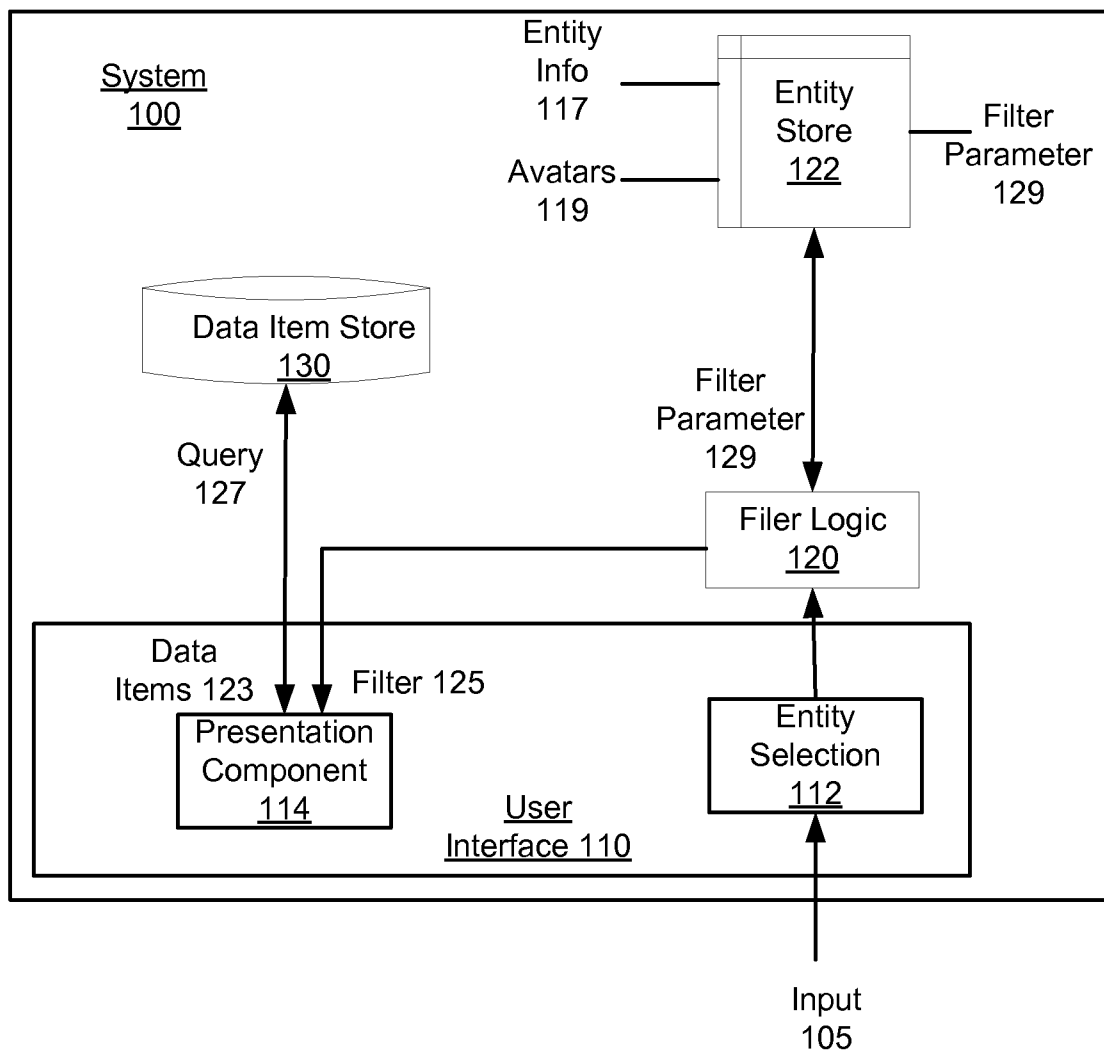 System
100
Entity
Info
117
Avatars
119
Entity
Store
122
Filter
Parameter
129
Data Item Store
130
Query
127
Filter
Parameter
129
Filer Logic
120
Data
Items 123
Filter 125
Presentation
Component
114
Entity
Selection
112
User
Interface 110
Input
105